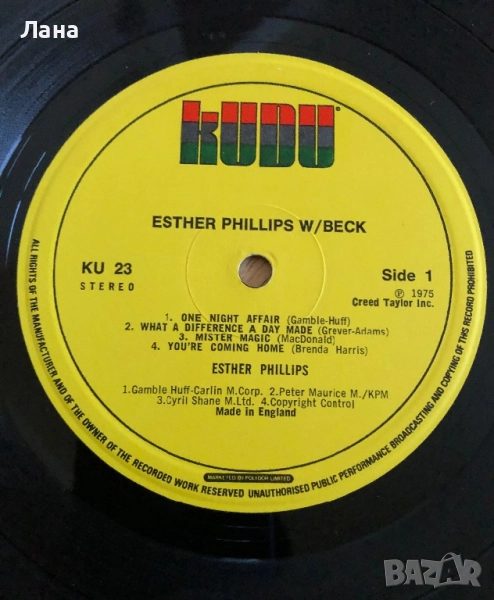 Лана
KUDU
ESTHER PHILLIPS W/BECK
KU 23
STEREO
Side 1
℗ 1975
Creed Taylor Inc.
1. ONE NIGHT AFFAIR (Gamble-Huff)
2. WHAT A DIFFERENCE A DAY MADE (Grever-Adams)
3. MISTER MAGIC (MacDonald)
4. YOU'RE COMING HOME (Brenda Harris)
ESTHER PHILLIPS
1.Gamble Huff-Carlin M.Corp. 2.Peter Maurice M./KPM
3.Cyril Shane M.Ltd. 4.Copyright Control
Made in England
MARKETED BY POLYDOR LIMITED
ALL RIGHTS OF THE MANUFACTURER AND OF THE OWNER OF THE RECORDED WORK RESERVED UNAUTHORISED PUBLIC PERFORMANCE BROADCASTING AND COPYING OF THIS RECORD PROHIBITED
BAZAR